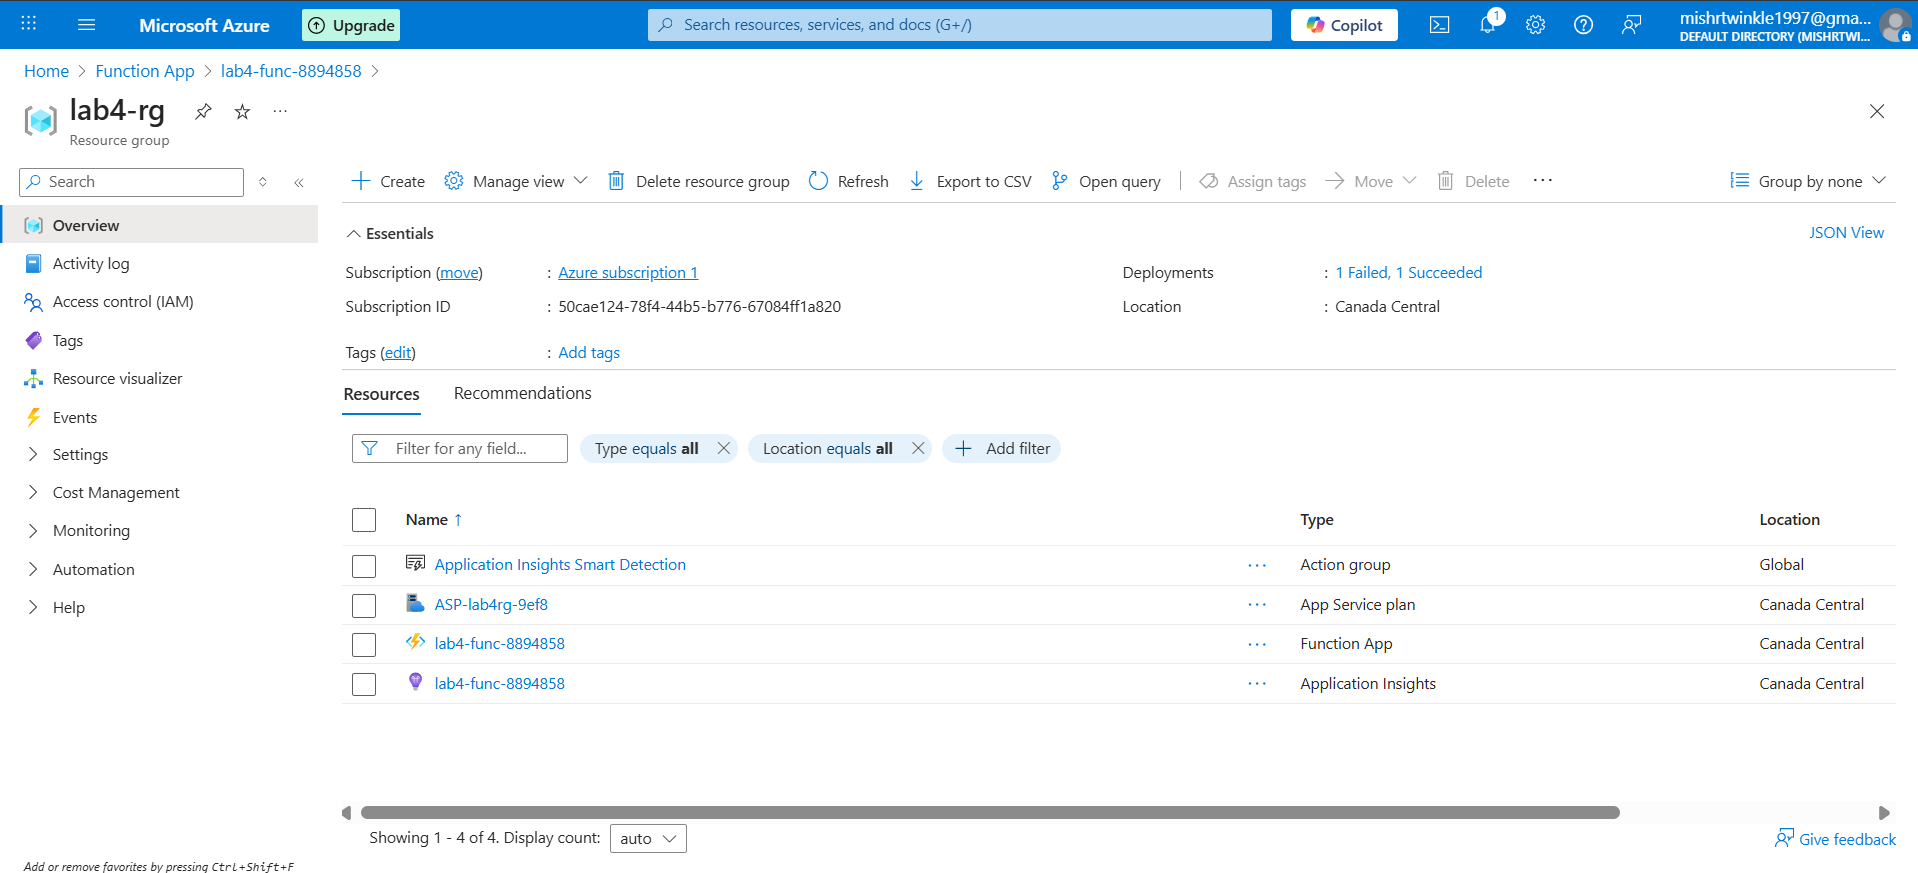 Microsoft Azure
Upgrade
Search resources, services, and docs (G+/)
Copilot
1
mishrtwinkle1997@gma...
DEFAULT DIRECTORY (MISHRTWI...
Home > Function App > lab4-func-8894858 >
lab4-rg
...
Resource group
Search
Create
Manage view
Delete resource group
Refresh
Export to CSV
Open query
Assign tags
Move
Delete
...
Group by none
Overview
Activity log
Access control (IAM)
Tags
Resource visualizer
Events
Settings
Cost Management
Monitoring
Automation
Help
Essentials
JSON View
Subscription (move) : Azure subscription 1
Deployments : 1 Failed, 1 Succeeded
Subscription ID : 50cae124-78f4-44b5-b776-67084ff1a820
Location : Canada Central
Tags (edit) : Add tags
Resources Recommendations
Filter for any field...
Type equals all
Location equals all
Add filter
Name ↑ Type Location
Application Insights Smart Detection ... Action group Global
ASP-lab4rg-9ef8 ... App Service plan Canada Central
lab4-func-8894858 ... Function App Canada Central
lab4-func-8894858 ... Application Insights Canada Central
Showing 1 - 4 of 4. Display count: auto
Give feedback
Add or remove favorites by pressing Ctrl+Shift+F